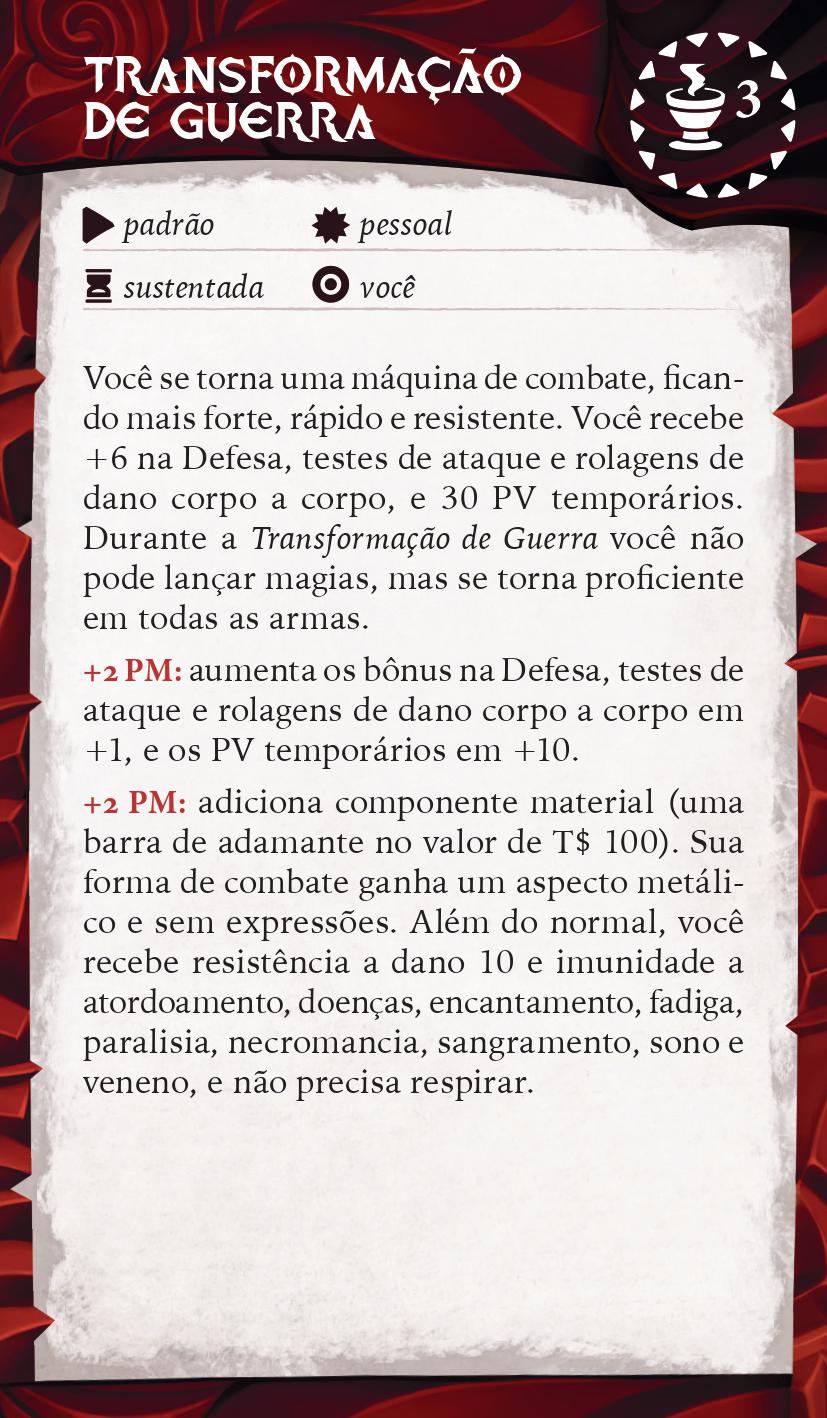 TRANSFORMAÇÃO
DE GUERRA
3
padrão pessoal
sustentada você
Você se torna uma máquina de combate, fican-
do mais forte, rápido e resistente. Você recebe
+6 na Defesa, testes de ataque e rolagens de
dano corpo a corpo, e 30 PV temporários.
Durante a Transformação de Guerra você não
pode lançar magias, mas se torna proficiente
em todas as armas.
+2 PM: aumenta os bônus na Defesa, testes de
ataque e rolagens de dano corpo a corpo em
+1, e os PV temporários em +10.
+2 PM: adiciona componente material (uma
barra de adamante no valor de T$ 100). Sua
forma de combate ganha um aspecto metáli-
co e sem expressões. Além do normal, você
recebe resistência a dano 10 e imunidade a
atordoamento, doenças, encantamento, fadiga,
paralisia, necromancia, sangramento, sono e
veneno, e não precisa respirar.